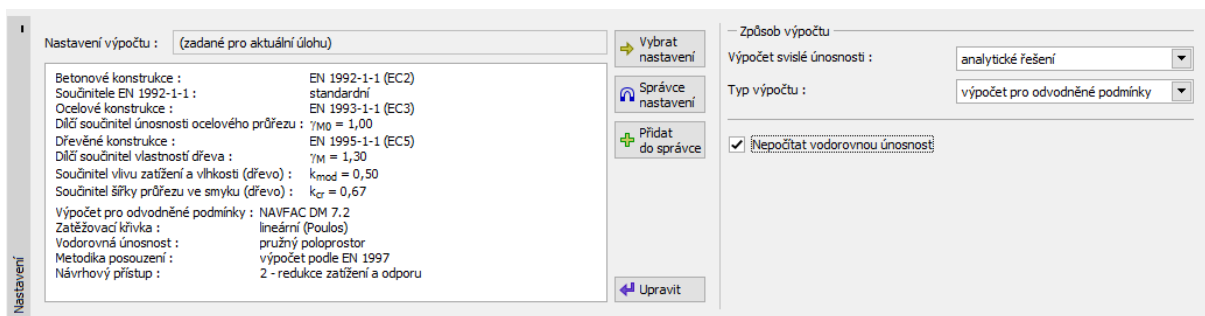 Nastavení výpočtu : (zadané pro aktuální úlohu)
Betonové konstrukce : EN 1992-1-1 (EC2)
Součinitele EN 1992-1-1 : standardní
Ocelové konstrukce : EN 1993-1-1 (EC3)
Dílčí součinitel únosnosti ocelového průřezu : γM0 = 1,00
Dřevěné konstrukce : EN 1995-1-1 (EC5)
Dílčí součinitel vlastností dřeva : γM = 1,30
Součinitel vlivu zatížení a vlhkosti (dřevo) : kmod = 0,50
Součinitel šířky průřezu ve smyku (dřevo) : kcr = 0,67
Výpočet pro odvodněné podmínky : NAVFAC DM 7.2
Zatěžovací křivka : lineární (Poulos)
Vodorovná únosnost : pružný poloprostor
Metodika posouzení : výpočet podle EN 1997
Návrhový přístup : 2 - redukce zatížení a odporu
Vybrat
nastavení
Správce
nastavení
Přidat
do správce
Upravit
Způsob výpočtu
Výpočet svislé únosnosti : analytické řešení
Typ výpočtu : výpočet pro odvodněné podmínky
Nepočítat vodorovnou únosnost
Nastavení